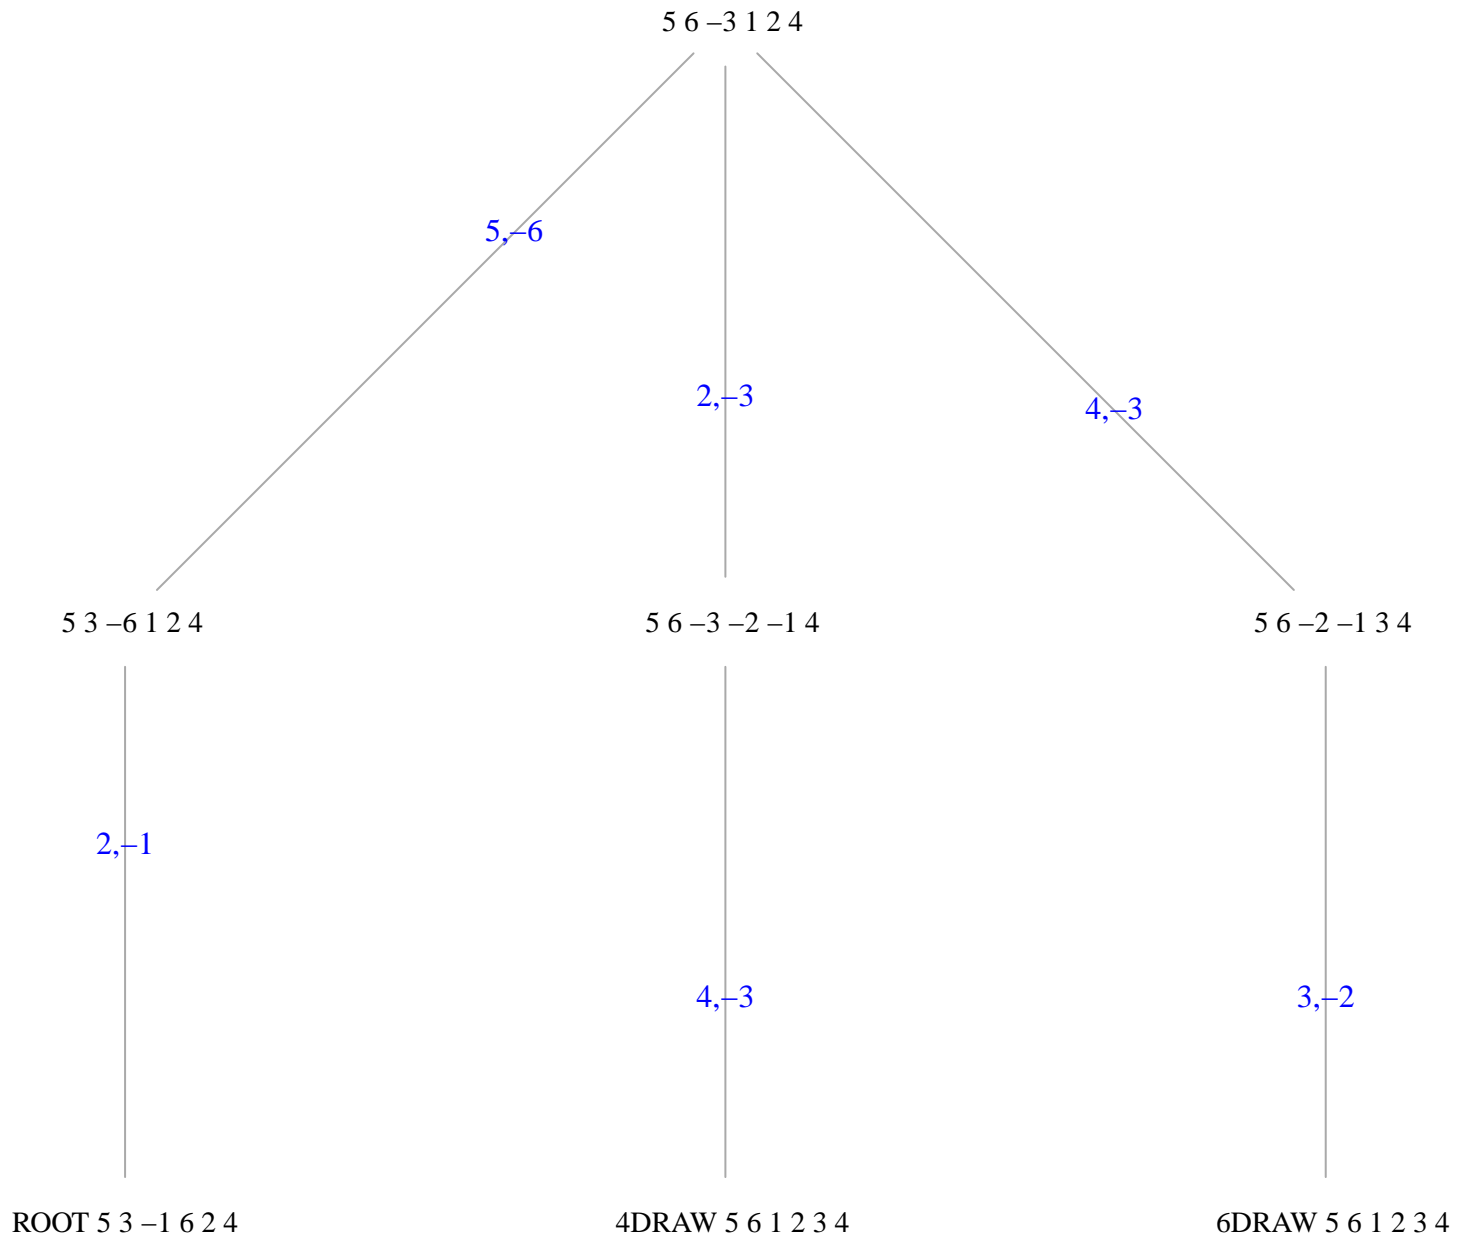 5 6 –3 1 2 4
5,–6
2,–3
4,–3
5 3 –6 1 2 4
5 6 –3 –2 –1 4
5 6 –2 –1 3 4
2,–1
4,–3
3,–2
ROOT 5 3 –1 6 2 4
4DRAW 5 6 1 2 3 4
6DRAW 5 6 1 2 3 4